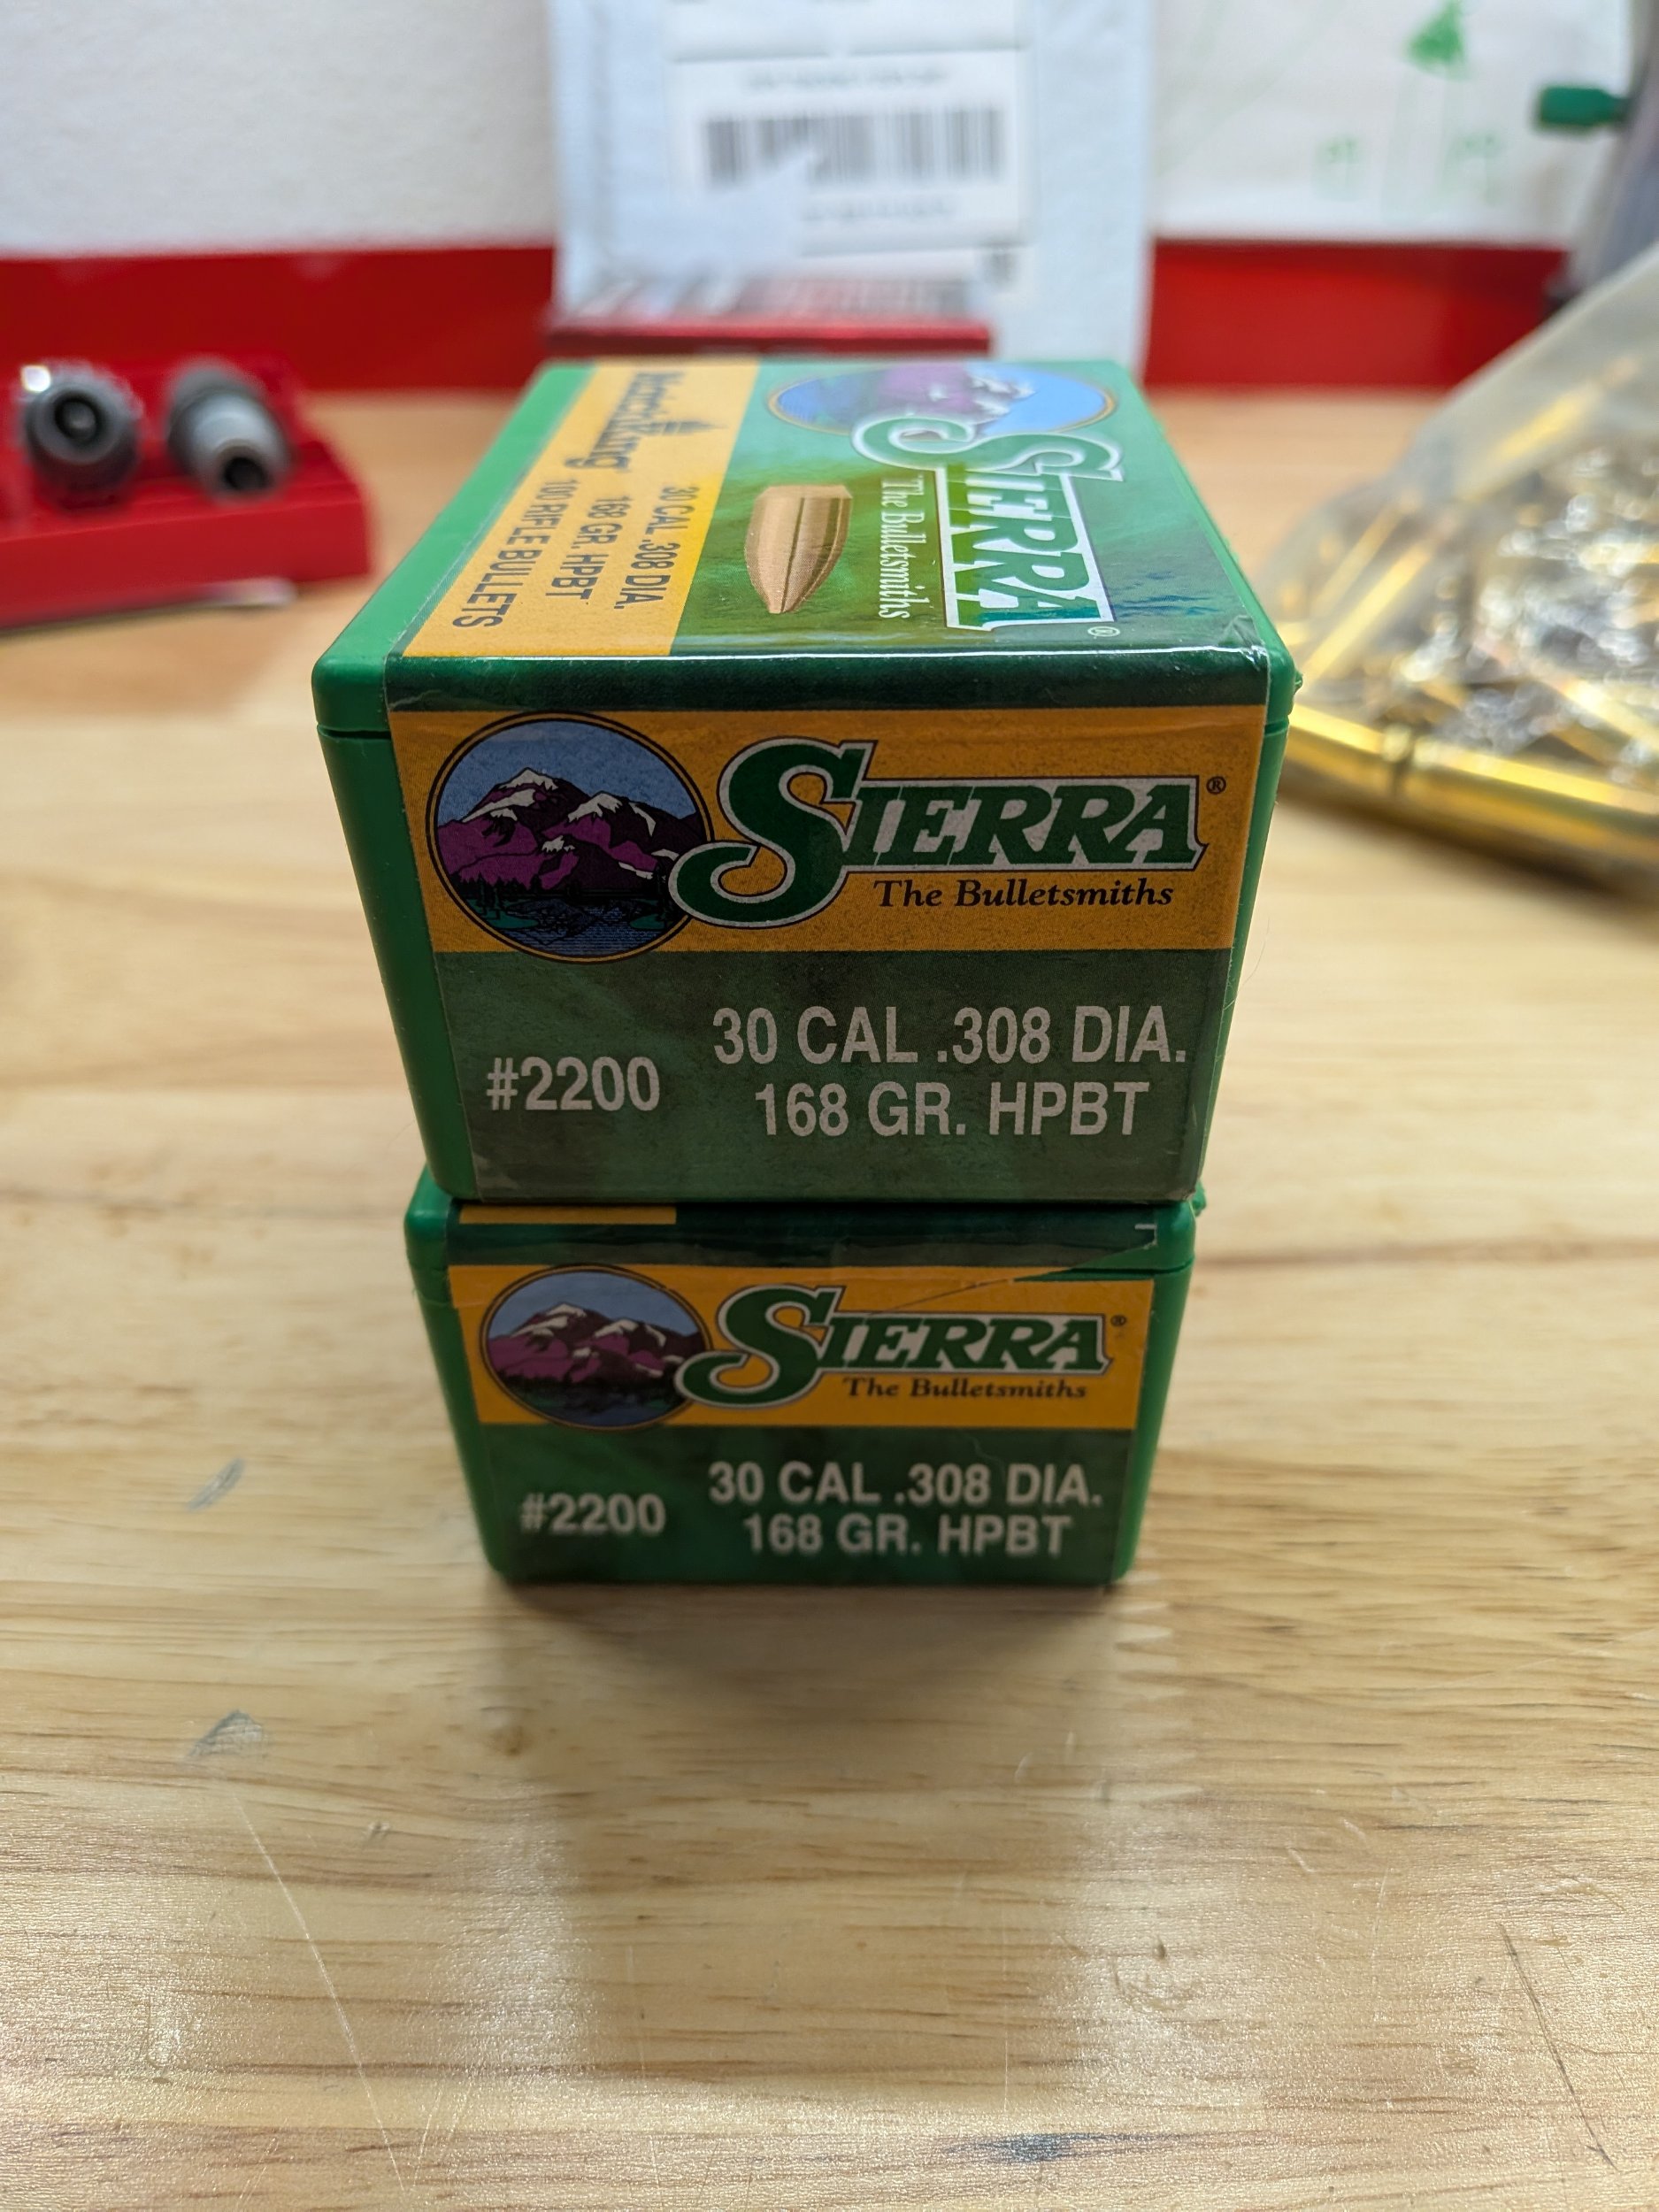 MatchKing
30 CAL .308 DIA.
168 GR. HPBT
100 RIFLE BULLETS
SIERRA®
The Bulletsmiths
SIERRA®
The Bulletsmiths
#2200
30 CAL .308 DIA.
168 GR. HPBT
SIERRA®
The Bulletsmiths
#2200
30 CAL .308 DIA.
168 GR. HPBT